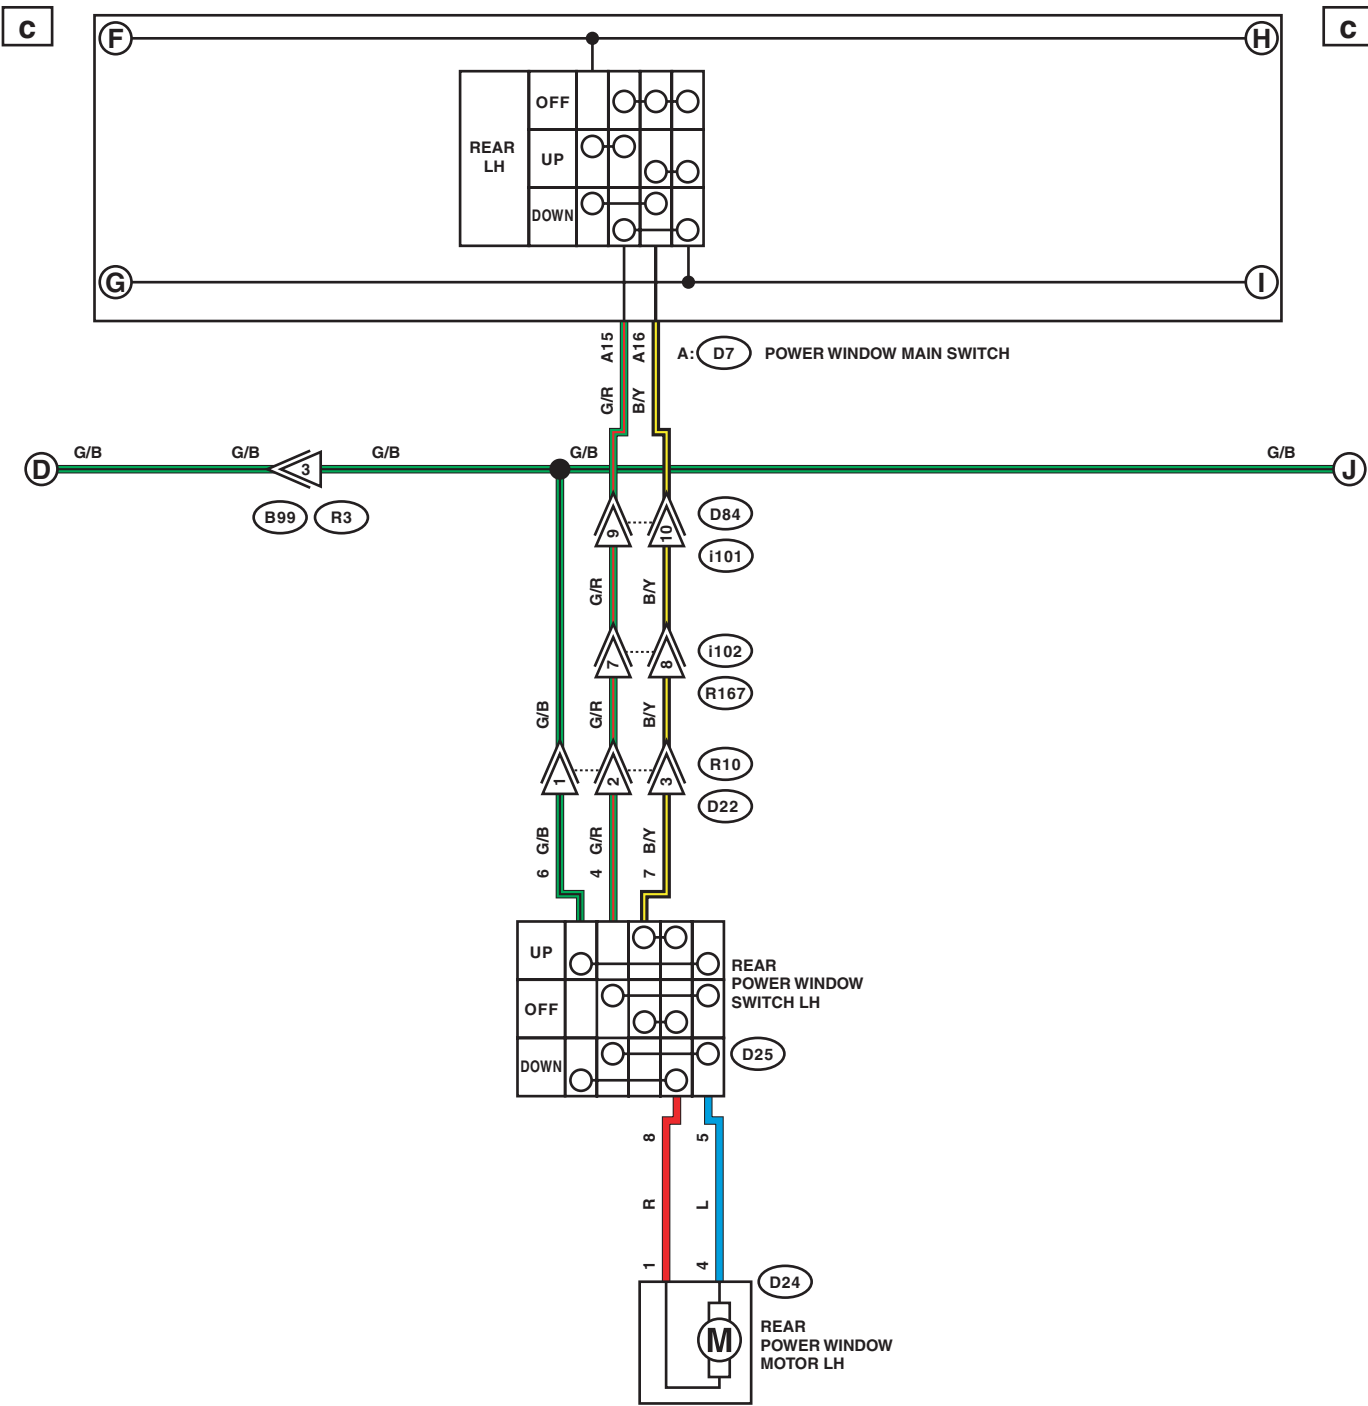 c
c
F
H
REAR
LH
OFF
UP
DOWN
G
I
A15
A16
A: D7 POWER WINDOW MAIN SWITCH
G/R
B/Y
D
G/B
G/B
3
G/B
G/B
G/B
J
B99
R3
9
10
D84
i101
G/R
B/Y
7
8
i102
R167
G/B
G/R
B/Y
1
2
3
R10
D22
G/B
G/R
B/Y
6
4
7
UP
OFF
DOWN
REAR
POWER WINDOW
SWITCH LH
D25
8
5
R
L
1
4
D24
M
REAR
POWER WINDOW
MOTOR LH